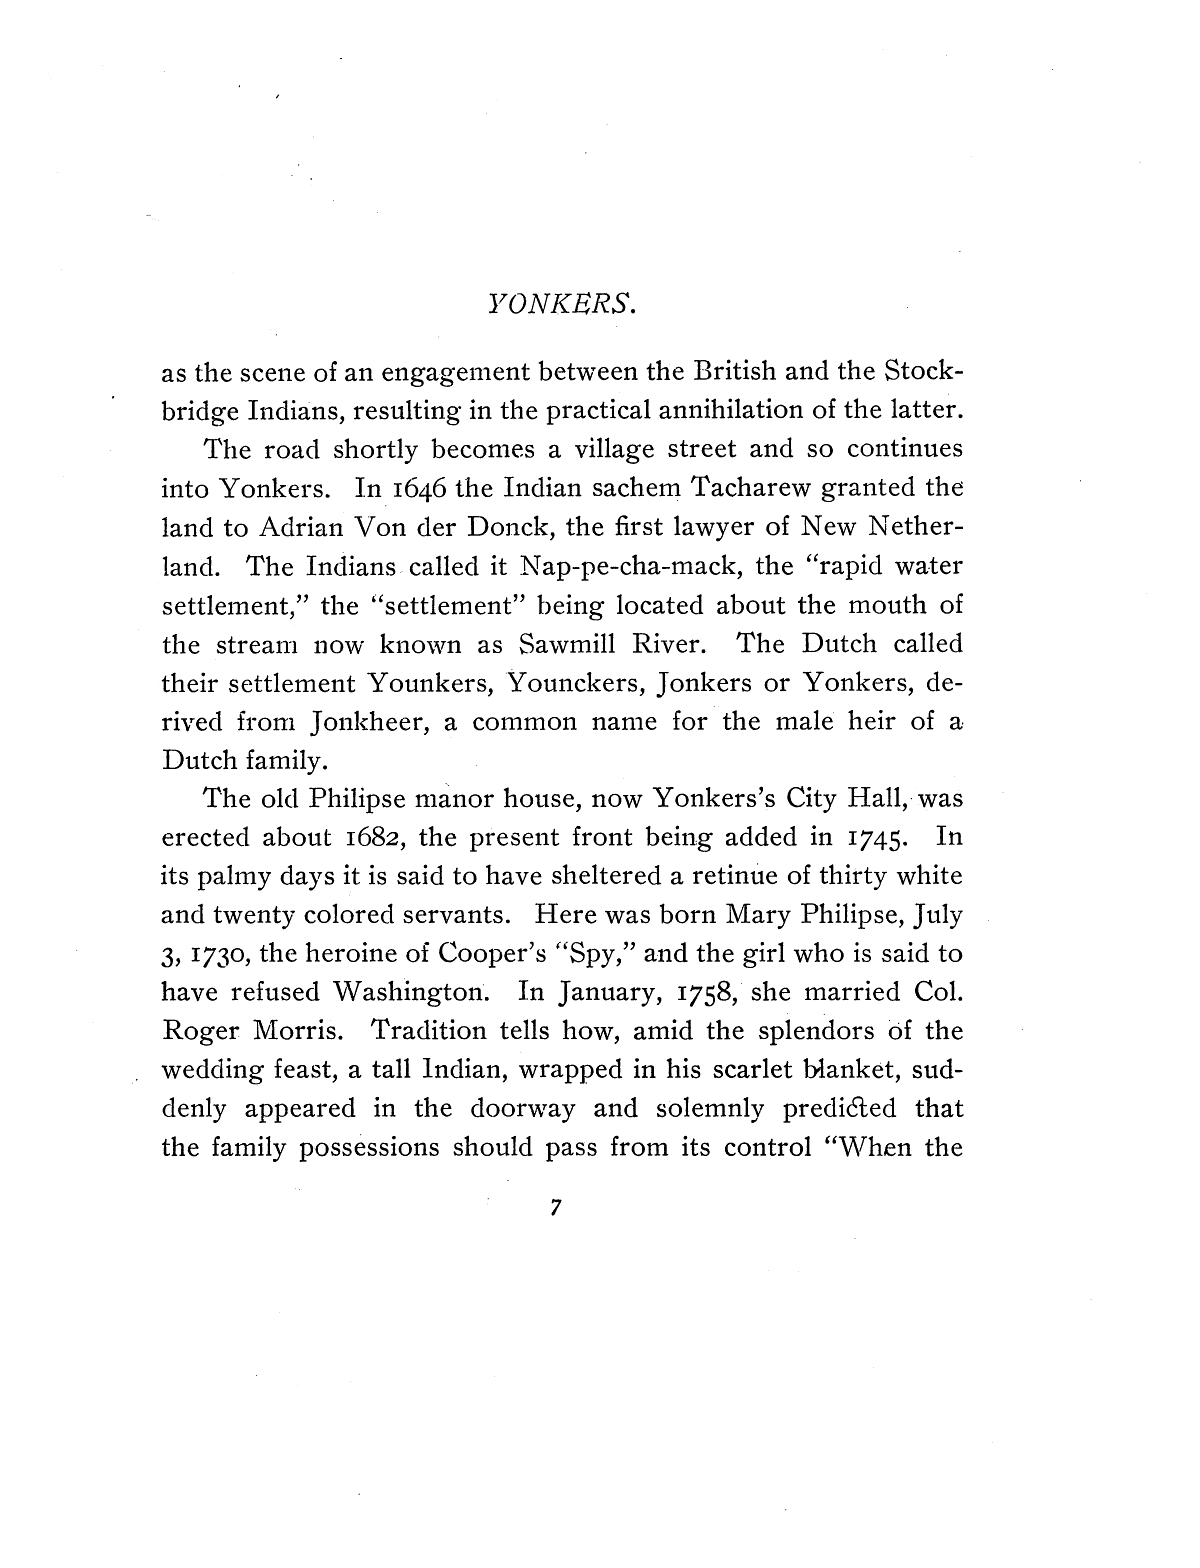 YONKERS.
as the scene of an engagement between the British and the Stock-
bridge Indians, resulting in the practical annihilation of the latter.
The road shortly becomes a village street and so continues
into Yonkers. In 1646 the Indian sachem Tacharew granted the
land to Adrian Von der Donck, the first lawyer of New Nether-
land. The Indians called it Nap-pe-cha-mack, the “rapid water
settlement,” the “settlement” being located about the mouth of
the stream now known as Sawmill River. The Dutch called
their settlement Younkers, Younckers, Jonkers or Yonkers, de-
rived from Jonkheer, a common name for the male heir of a
Dutch family.
The old Philipse manor house, now Yonkers’s City Hall, was
erected about 1682, the present front being added in 1745. In
its palmy days it is said to have sheltered a retinue of thirty white
and twenty colored servants. Here was born Mary Philipse, July
3, 1730, the heroine of Cooper’s “Spy,” and the girl who is said to
have refused Washington. In January, 1758, she married Col.
Roger Morris. Tradition tells how, amid the splendors of the
wedding feast, a tall Indian, wrapped in his scarlet blanket, sud-
denly appeared in the doorway and solemnly predicted that
the family possessions should pass from its control “When the
7